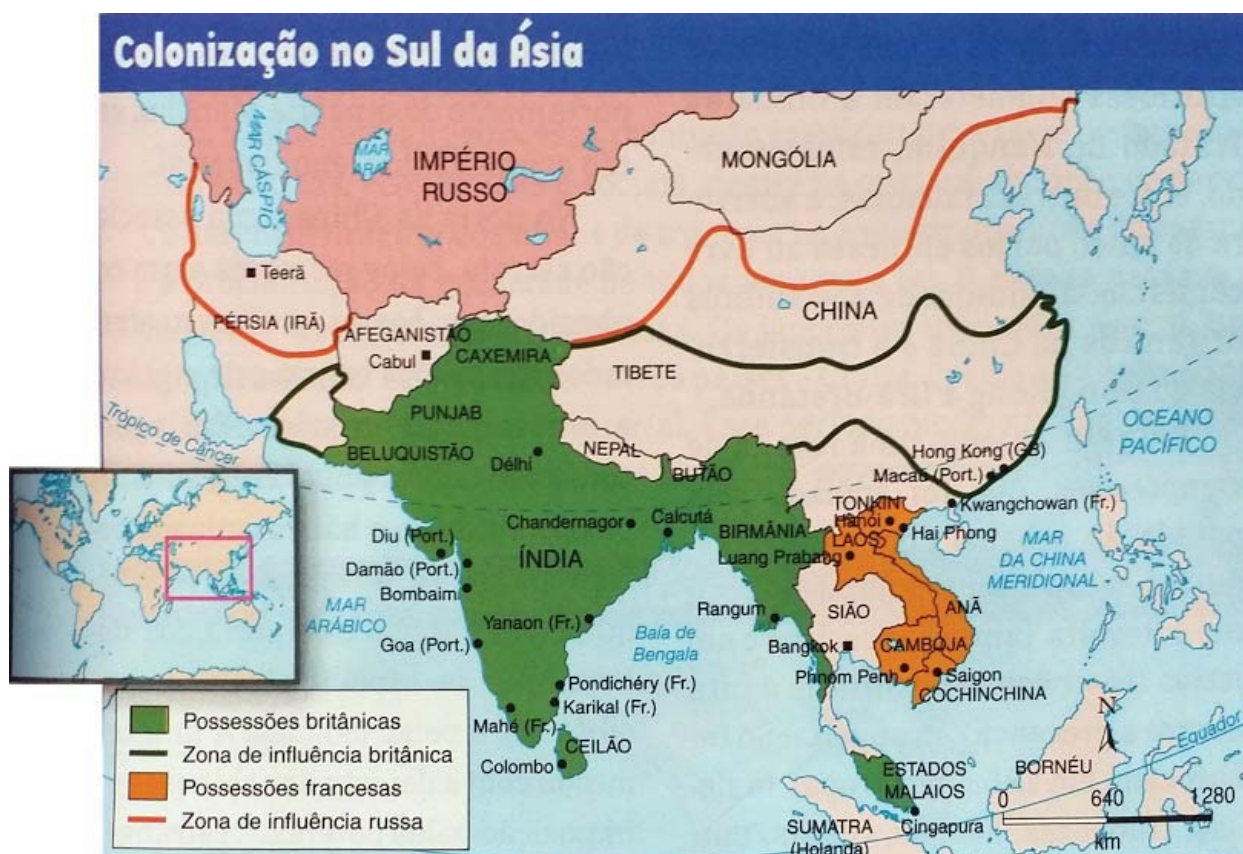 Colonização no Sul da Ásia
MAR CÁSPIO
MAR
ARAL
IMPÉRIO
RUSSO
MONGÓLIA
Teerã
PÉRSIA (IRÃ)
AFEGANISTÃO
Cabul
CAXEMIRA
CHINA
TIBETE
PUNJAB
BELUQUISTÃO
Délhi
NEPAL
BUTÃO
Trópico de Câncer
OCEANO
PACÍFICO
Hong Kong (GB)
Macau (Port.)
Kwangchowan (Fr.)
TONKIN
Hanói
Hai Phong
LAOS
Luang Prabang
Chandernagor
Calcutá
BIRMÂNIA
Diu (Port.)
Damão (Port.)
Bombaim
ÍNDIA
MAR
ARÁBICO
Yanaon (Fr.)
Goa (Port.)
Baía de
Bengala
Rangum
SIÃO
Bangkok
MAR
DA CHINA
MERIDIONAL
ANÃ
CAMBOJA
Phnom Penh
Saigon
COCHINCHINA
Pondichéry (Fr.)
Karikal (Fr.)
Mahé (Fr.)
CEILÃO
Colombo
ESTADOS
MALAIOS
Cingapura
SUMATRA
(Holanda)
BORNÉU
Equador
N
0 640 1280
km
Possessões britânicas
Zona de influência britânica
Possessões francesas
Zona de influência russa